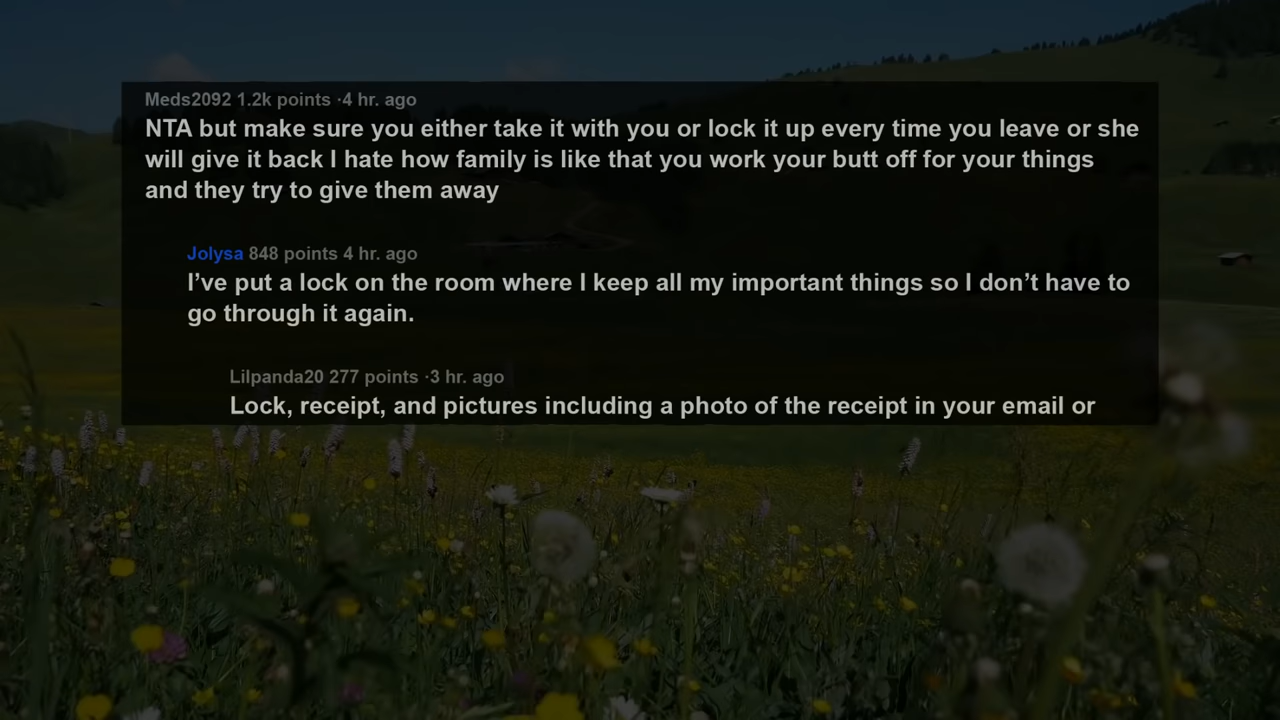 Meds2092 1.2k points ·4 hr. ago
NTA but make sure you either take it with you or lock it up every time you leave or she
will give it back I hate how family is like that you work your butt off for your things
and they try to give them away
Jolysa 848 points 4 hr. ago
I’ve put a lock on the room where I keep all my important things so I don’t have to
go through it again.
Lilpanda20 277 points ·3 hr. ago
Lock, receipt, and pictures including a photo of the receipt in your email or